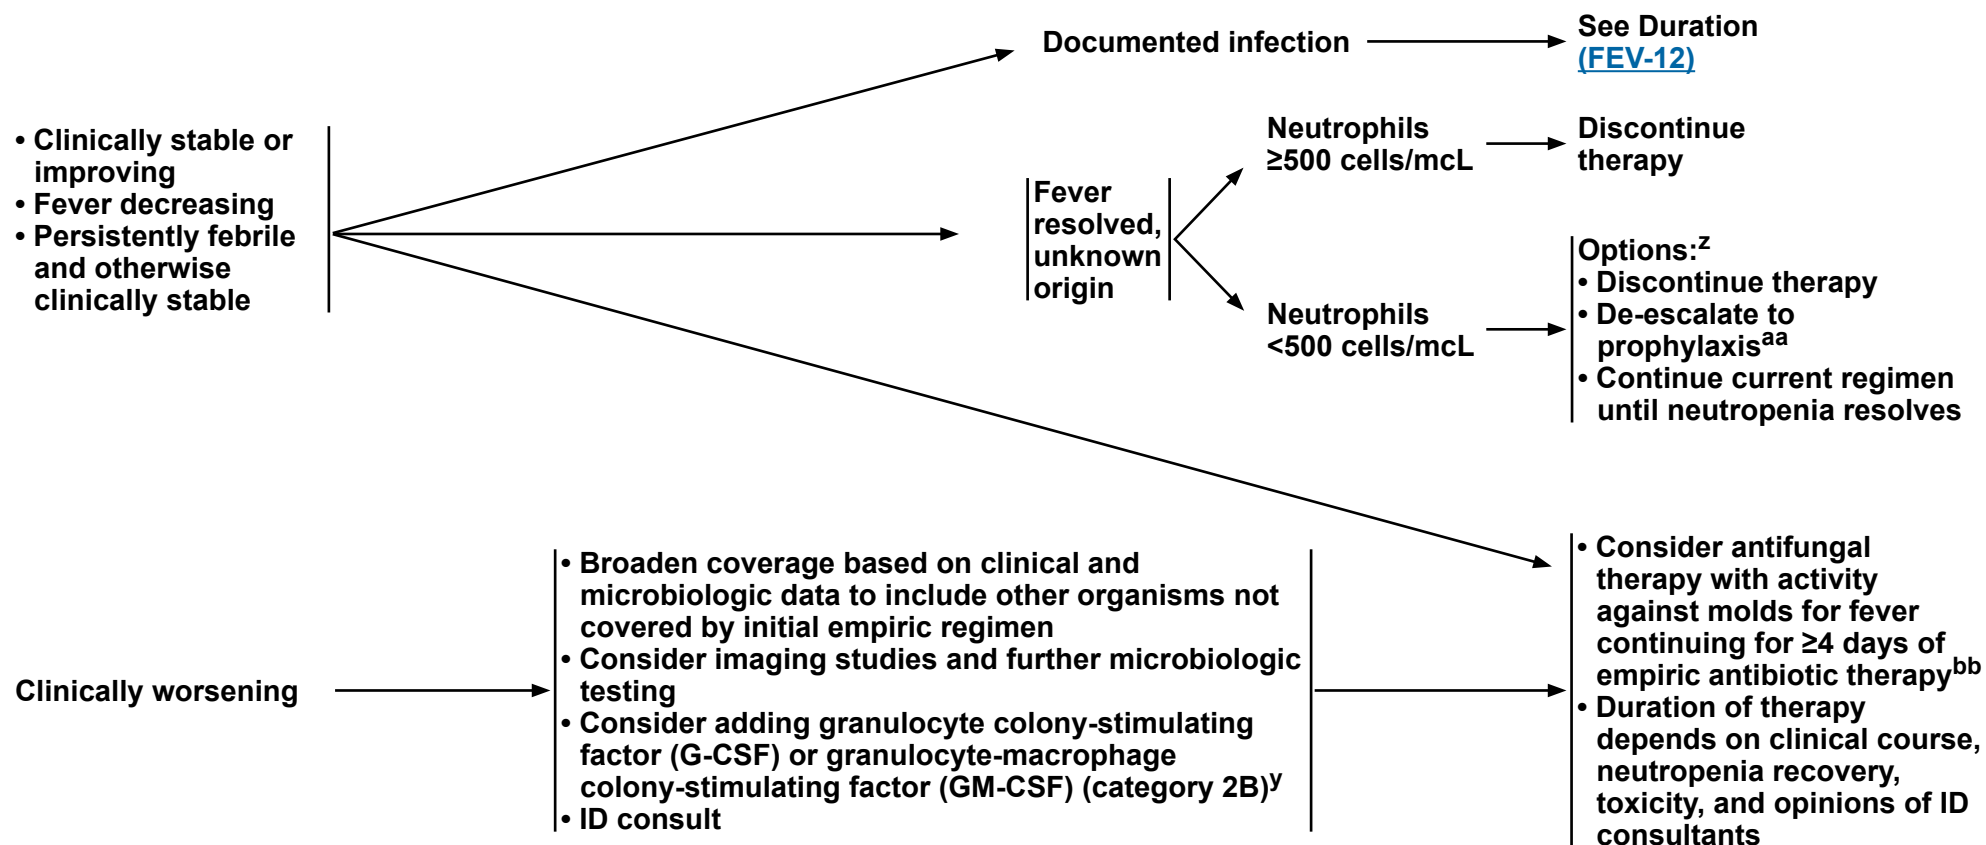 Documented infection
See Duration
(FEV-12)
• Clinically stable or
improving
• Fever decreasing
• Persistently febrile
and otherwise
clinically stable
Fever
resolved,
unknown
origin
Neutrophils
≥500 cells/mcL
Discontinue
therapy
Neutrophils
<500 cells/mcL
Options:z
• Discontinue therapy
• De-escalate to
prophylaxisaa
• Continue current regimen
until neutropenia resolves
Clinically worsening
• Broaden coverage based on clinical and
microbiologic data to include other organisms not
covered by initial empiric regimen
• Consider imaging studies and further microbiologic
testing
• Consider adding granulocyte colony-stimulating
factor (G-CSF) or granulocyte-macrophage
colony-stimulating factor (GM-CSF) (category 2B)y
• ID consult
• Consider antifungal
therapy with activity
against molds for fever
continuing for ≥4 days of
empiric antibiotic therapybb
• Duration of therapy
depends on clinical course,
neutropenia recovery,
toxicity, and opinions of ID
consultants